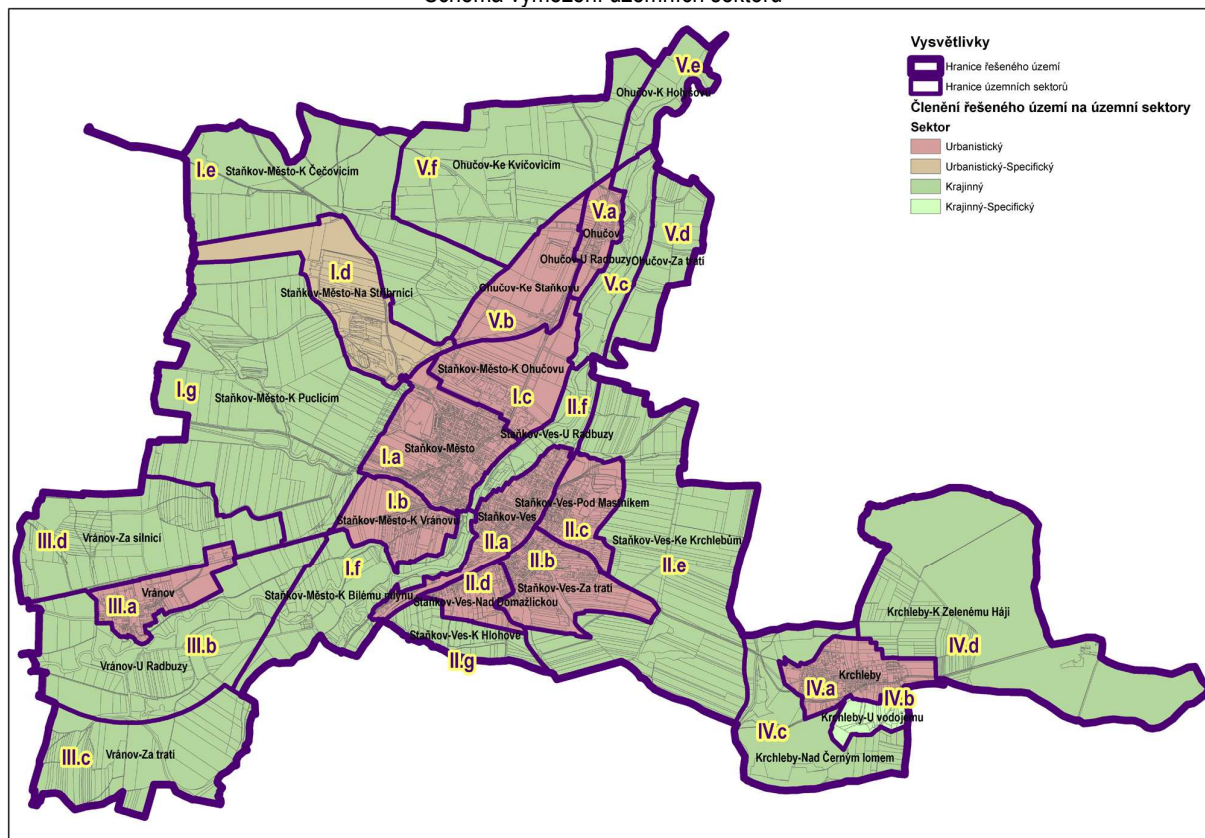 Schéma vymezení územních sektorů
Vysvětlivky
Hranice řešeného území
Hranice územních sektorů
Členění řešeného území na územní sektory
Sektor
Urbanistický
Urbanistický-Specifický
Krajinný
Krajinný-Specifický
V.e
Ohučov-K Holyšovu
I.e
Staňkov-Město-K Čečovicím
V.f
Ohučov-Ke Kvíčovicím
V.a
Ohučov
V.d
Ohučov-U Radbuzy
Ohučov-Za tratí
I.d
Staňkov-Město-Na Stříbrnici
Ohučov-Ke Staňkovu
V.c
V.b
Staňkov-Město-K Ohučovu
I.g
Staňkov-Město-K Puclicím
I.c
II.f
Staňkov-Ves-U Radbuzy
Staňkov-Město
I.a
I.b
Staňkov-Město-K Vránovu
Staňkov-Ves-Pod Mastníkem
Staňkov-Ves
II.c
III.d
Vránov-Za silnicí
II.a
II.b
Staňkov-Ves-Ke Krchlebům
II.e
I.f
II.d
Staňkov-Ves-Za tratí
Vránov
III.a
Staňkov-Město-K Bílému mlýnu
Staňkov-Ves-Nad Domažlickou
Krchleby-K Zelenému Háji
Staňkov-Ves-K Hlohové
III.b
IV.d
Vránov-U Radbuzy
II.g
Krchleby
IV.a
IV.b
Krchleby-U vodojemu
IV.c
III.c
Vránov-Za tratí
Krchleby-Nad Černým lomem